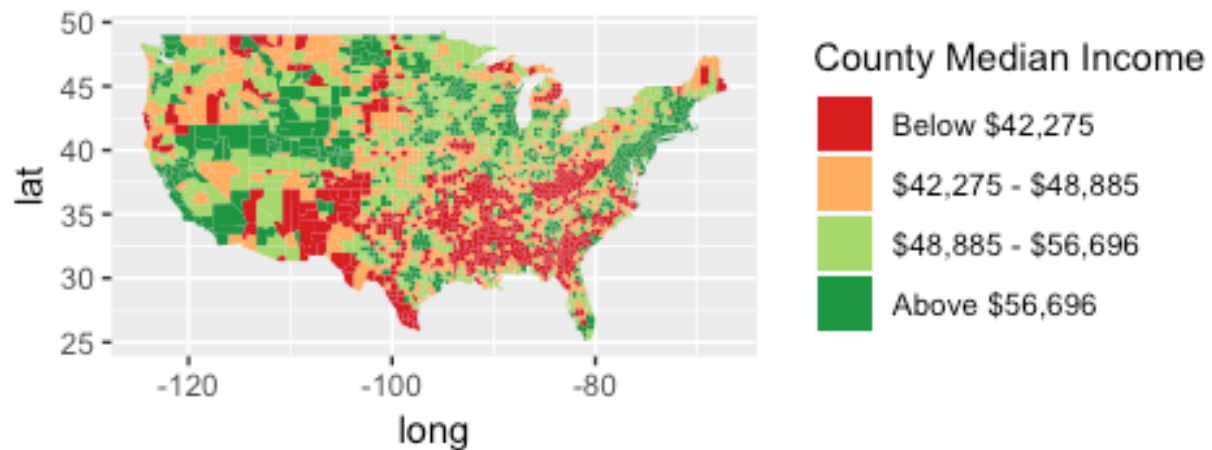 50
45
40
35
30
25
lat
-120 -100 -80
long
County Median Income
Below $42,275
$42,275 - $48,885
$48,885 - $56,696
Above $56,696